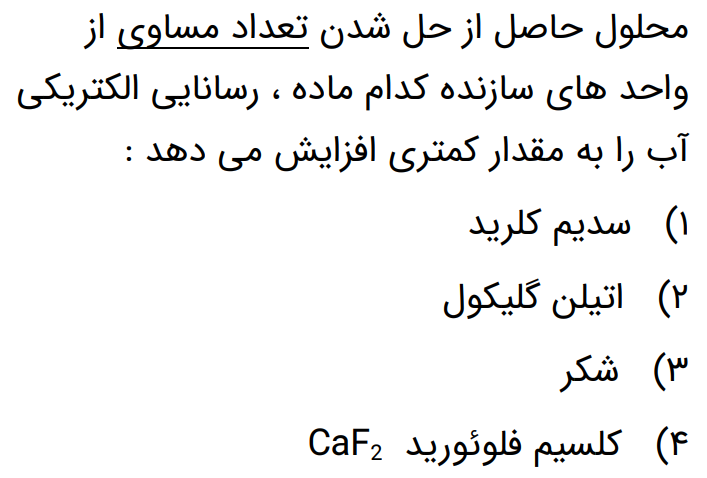 محلول حاصل از حل شدن تعداد مساوی از
واحد های سازنده کدام ماده ، رسانایی الکتریکی
آب را به مقدار کمتری افزایش می دهد :
۱) سدیم کلرید
۲) اتیلن گلیکول
۳) شکر
۴) کلسیم فلوئورید CaF₂